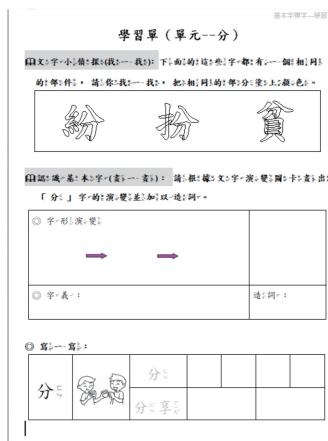 基本字帶字—學習
學習單（單元--分）
文字小偵探(找一找)：下面的這些字都有一個相同
的部件，請你找一找，把相同的部分塗上顏色。
紛 扮 貧
認識基本字(畫一畫)：請根據文字演變圖卡畫出
「分」字的演變並加以造詞。
◎ 字形演變
◎ 字義： 造詞：
◎ 寫一寫：
分 ㄈㄣ 分
分享